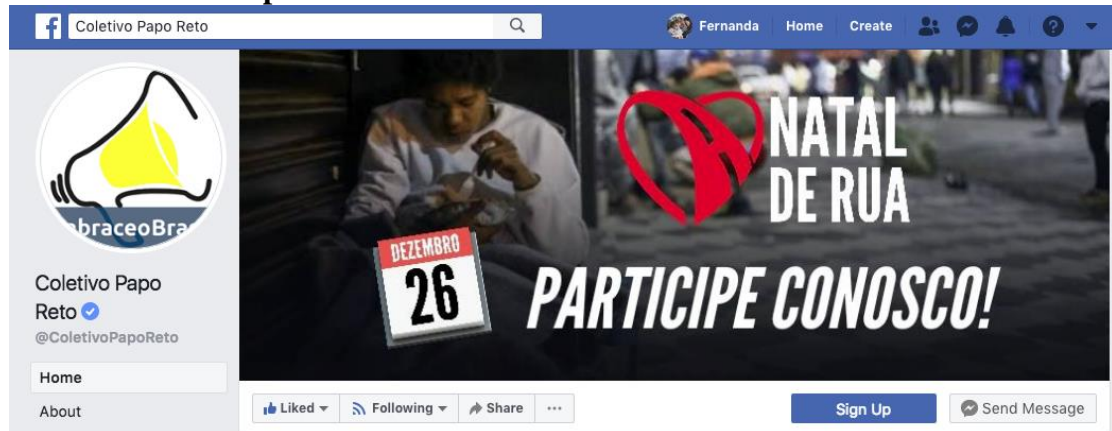 Coletivo Papo Reto
Fernanda
Home
Create
NATAL
DE RUA
DEZEMBRO
26
PARTICIPE CONOSCO!
braceoBra
Coletivo Papo
Reto
@ColetivoPapoReto
Home
About
Liked
Following
Share
Sign Up
Send Message